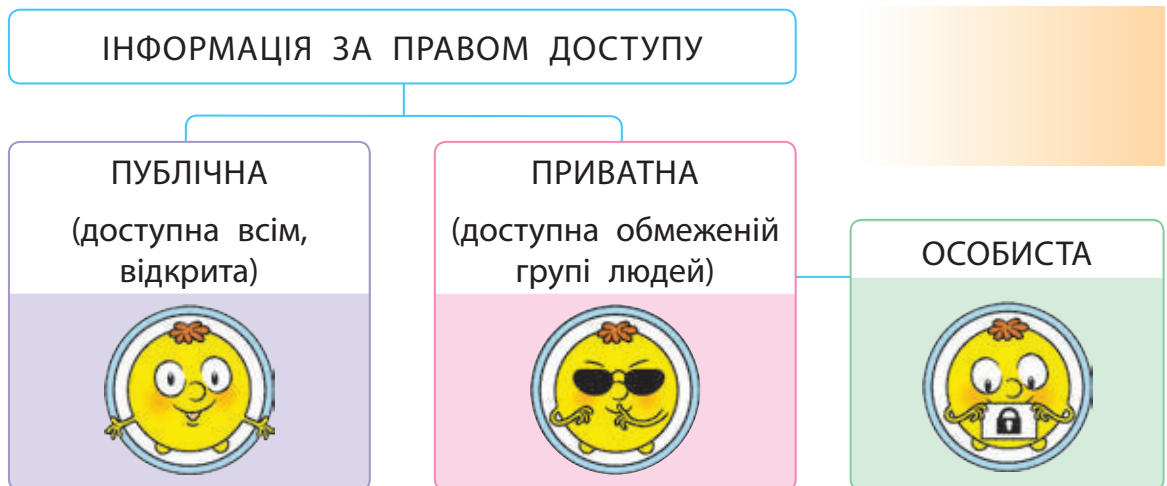 ІНФОРМАЦІЯ ЗА ПРАВОМ ДОСТУПУ
ПУБЛІЧНА
(доступна всім,
відкрита)
ПРИВАТНА
(доступна обмеженій
групі людей)
ОСОБИСТА